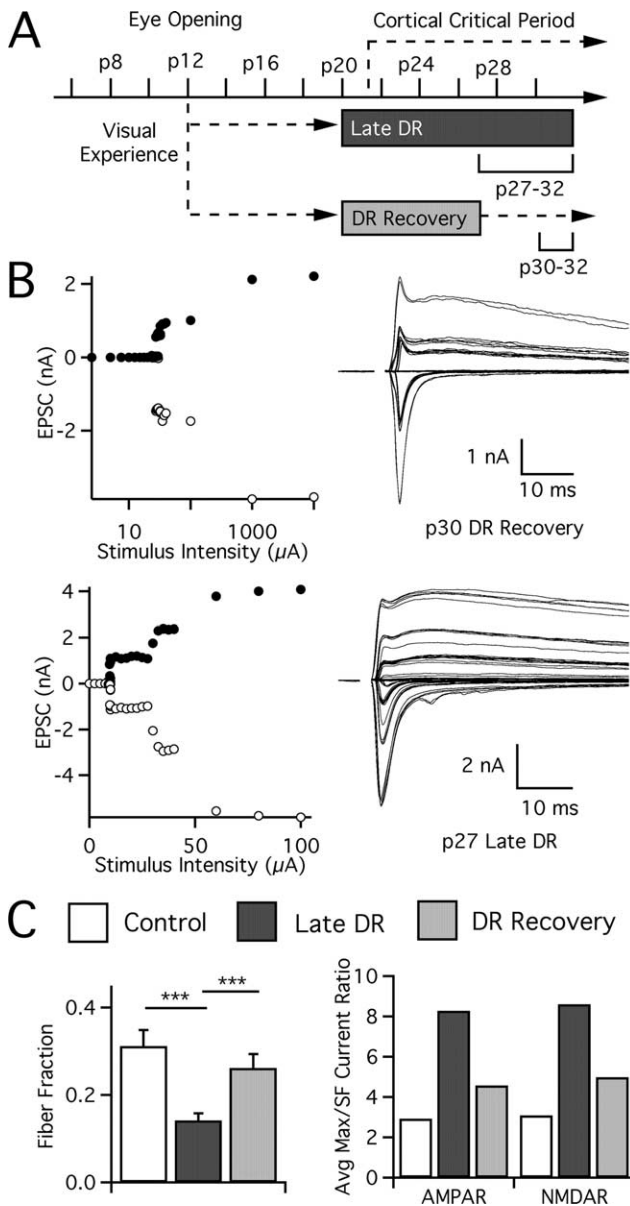 A
Eye Opening
Cortical Critical Period
p8 p12 p16 p20 p24 p28
Visual Experience
Late DR
p27-32
DR Recovery
p30-32
B
EPSC (nA)
2
0
-2
10 1000
Stimulus Intensity (µA)
1 nA
10 ms
p30 DR Recovery
EPSC (nA)
4
2
0
-2
-4
0 50 100
Stimulus Intensity (µA)
2 nA
10 ms
p27 Late DR
C
Control Late DR DR Recovery
Fiber Fraction
0.4
0.2
0.0
*** ***
Avg Max/SF Current Ratio
10
8
6
4
2
0
AMPAR NMDAR